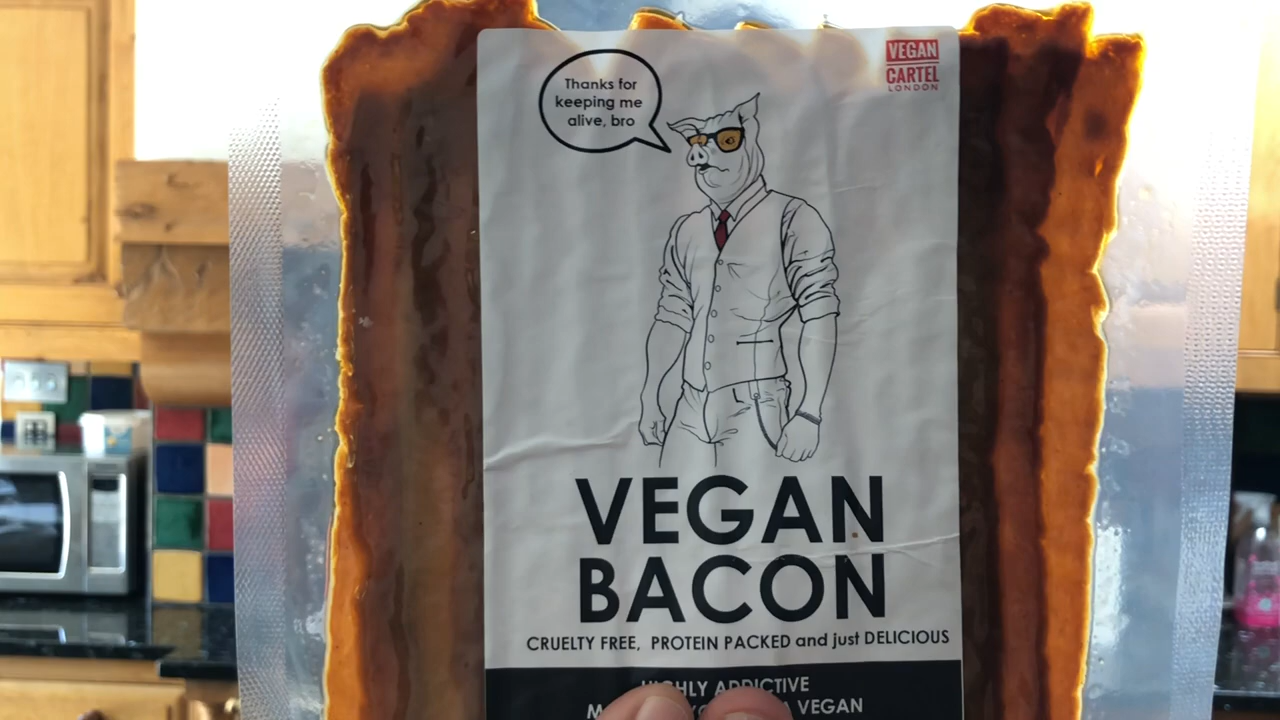 Thanks for
keeping me
alive, bro
VEGAN
CARTEL
LONDON
VEGAN
BACON
CRUELTY FREE, PROTEIN PACKED and just DELICIOUS
HIGHLY ADDICTIVE
VEGAN